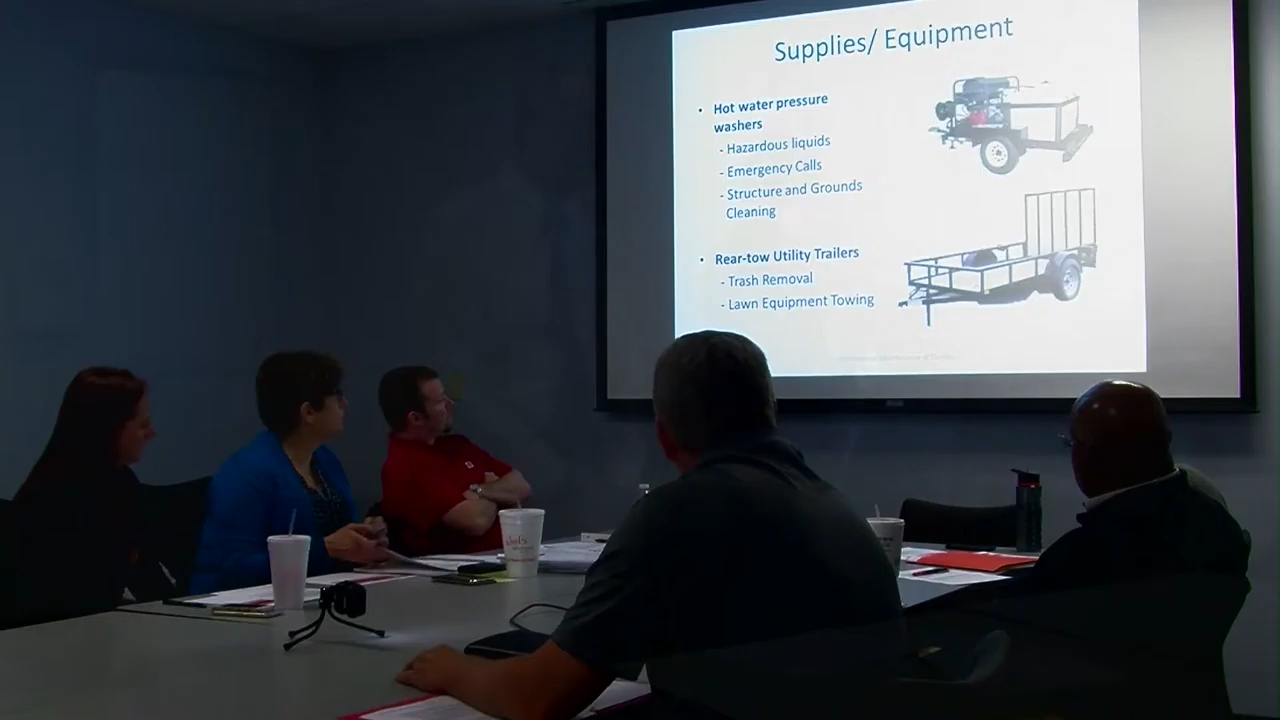 Supplies/ Equipment
• Hot water pressure
washers
- Hazardous liquids
- Emergency Calls
- Structure and Grounds
Cleaning
• Rear-tow Utility Trailers
- Trash Removal
- Lawn Equipment Towing